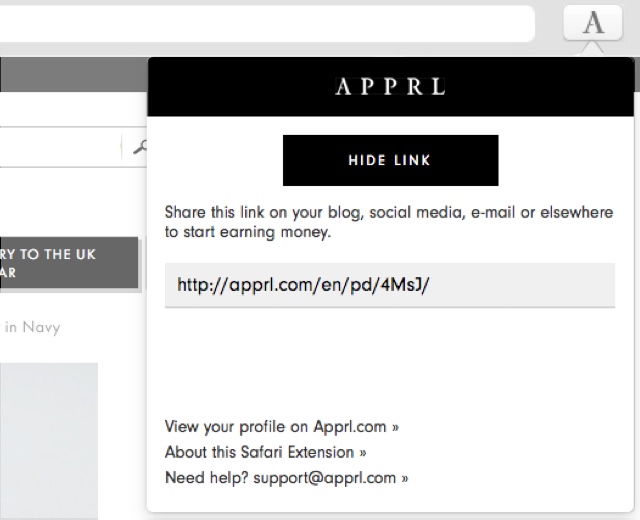 A
APPRL
HIDE LINK
Share this link on your blog, social media, e-mail or elsewhere
to start earning money.
http://apprl.com/en/pd/4MsJ/
RY TO THE UK
AR
in Navy
View your profile on Apprl.com »
About this Safari Extension »
Need help? support@apprl.com »